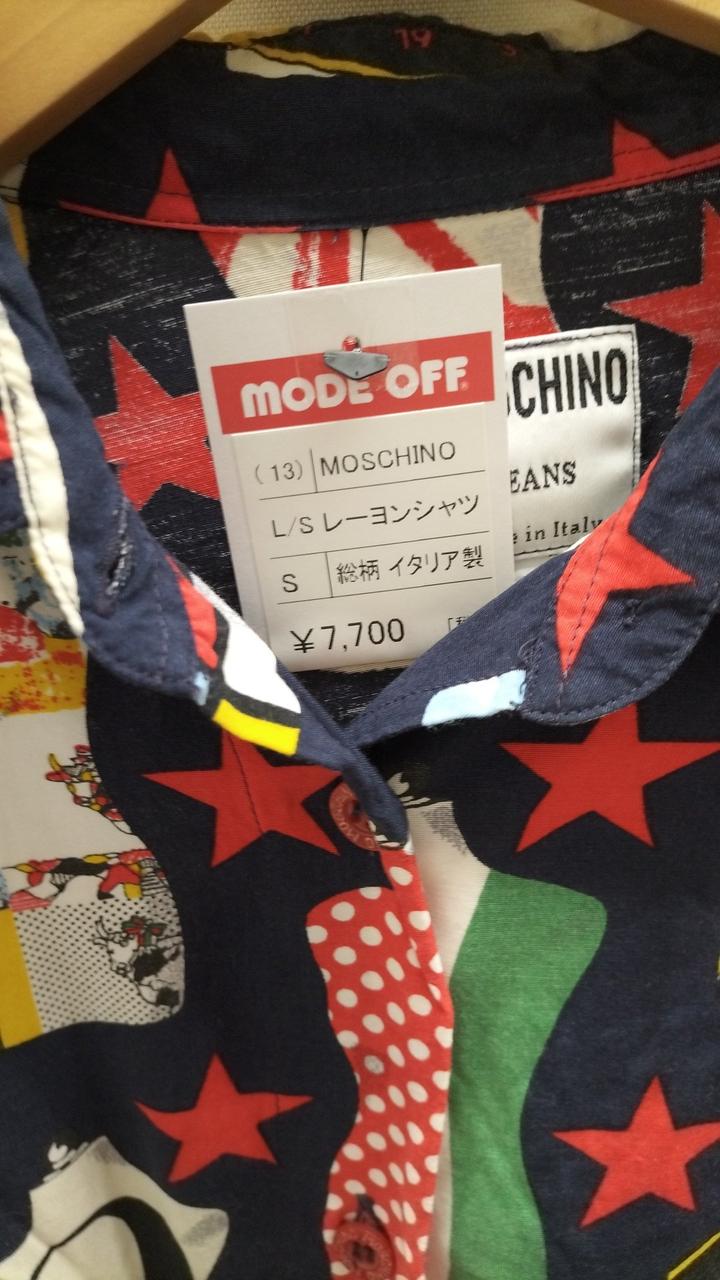 19
MODE OFF
(13) MOSCHINO
L/S レーヨンシャツ
S 総柄 イタリア製
¥7,700
SCHINO
EANS
e in Italy